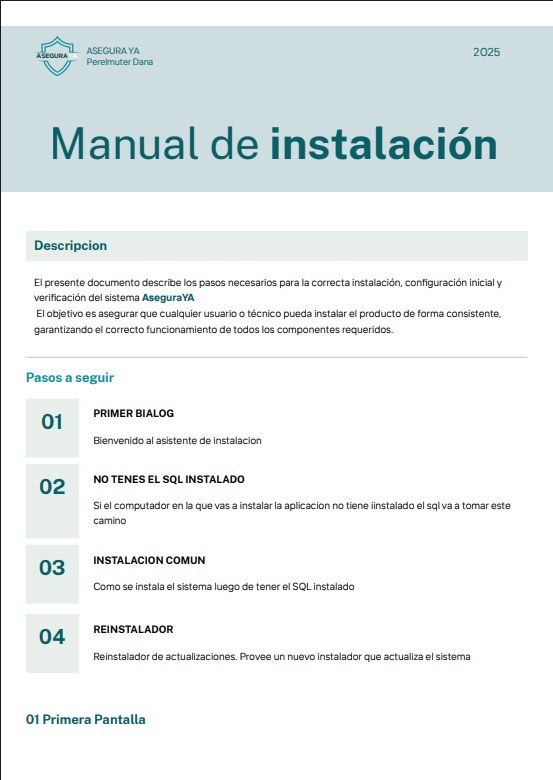 ASEGURA YA
ASEGURA YA
Perelmuter Dana
2025
Manual de instalación
Descripcion
El presente documento describe los pasos necesarios para la correcta instalación, configuración inicial y
verificación del sistema AseguraYA
El objetivo es asegurar que cualquier usuario o técnico pueda instalar el producto de forma consistente,
garantizando el correcto funcionamiento de todos los componentes requeridos.
Pasos a seguir
01
PRIMER BIALOG
Bienvenido al asistente de instalacion
02
NO TENES EL SQL INSTALADO
Si el computador en la que vas a instalar la aplicacion no tiene iinstalado el sql va a tomar este
camino
03
INSTALACION COMUN
Como se instala el sistema luego de tener el SQL instalado
04
REINSTALADOR
Reinstalador de actualizaciones. Provee un nuevo instalador que actualiza el sistema
01 Primera Pantalla